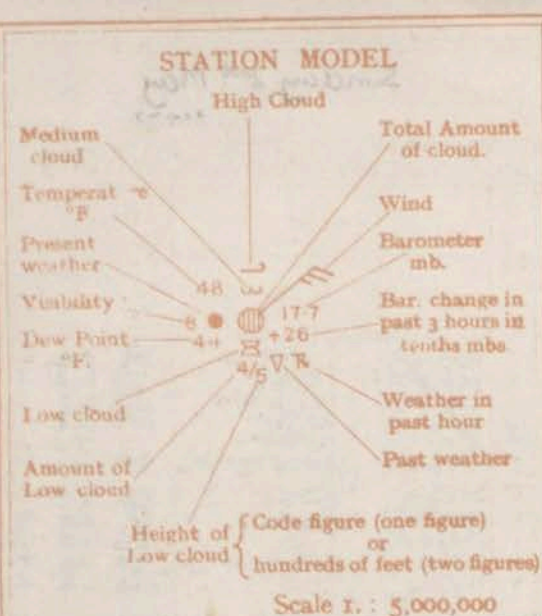 STATION MODEL
High Cloud
Medium
cloud
Total Amount
of cloud.
Temperat
°F
Wind
Present
weather
Barometer
mb.
48
Visibility
8
17·7
Bar. change in
past 3 hours in
tenths mbs.
+26
Dew Point
°F.
44
4/5
Low cloud
Weather in
past hour
Amount of
Low cloud
Past weather
Height of
Low cloud
Code figure (one figure)
or
hundreds of feet (two figures)
Scale 1. : 5,000,000